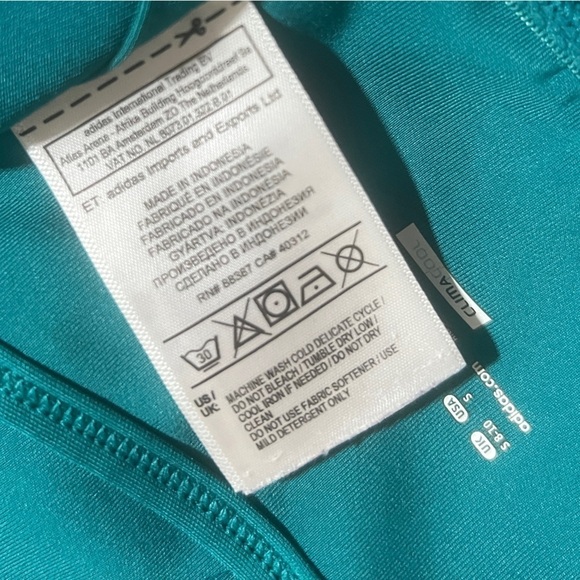 adidas International Trading BV
Atlas Arena - Afrika Building Hoogoorddreef 9a
1101 BA Amsterdam ZO The Netherlands
VAT NO. NL 8073.01.322.B.01
ET: adidas Imports and Exports Ltd
MADE IN INDONESIA
FABRIQUÉ EN INDONÉSIE
FABRICADO EN INDONESIA
FABRICADO NA INDONÉSIA
GYÁRTVA: INDONÉZIA
ПРОИЗВЕДЕНО В ИНДОНЕЗИЯ
СДЕЛАНО В ИНДОНЕЗИИ
RN# 88387 CA# 40312
30
US / UK:
MACHINE WASH COLD DELICATE CYCLE /
DO NOT BLEACH / TUMBLE DRY LOW /
COOL IRON IF NEEDED / DO NOT DRY
CLEAN
DO NOT USE FABRIC SOFTENER / USE
MILD DETERGENT ONLY
CLIMACOOL
adidas.com
USA S
UK S 8-10